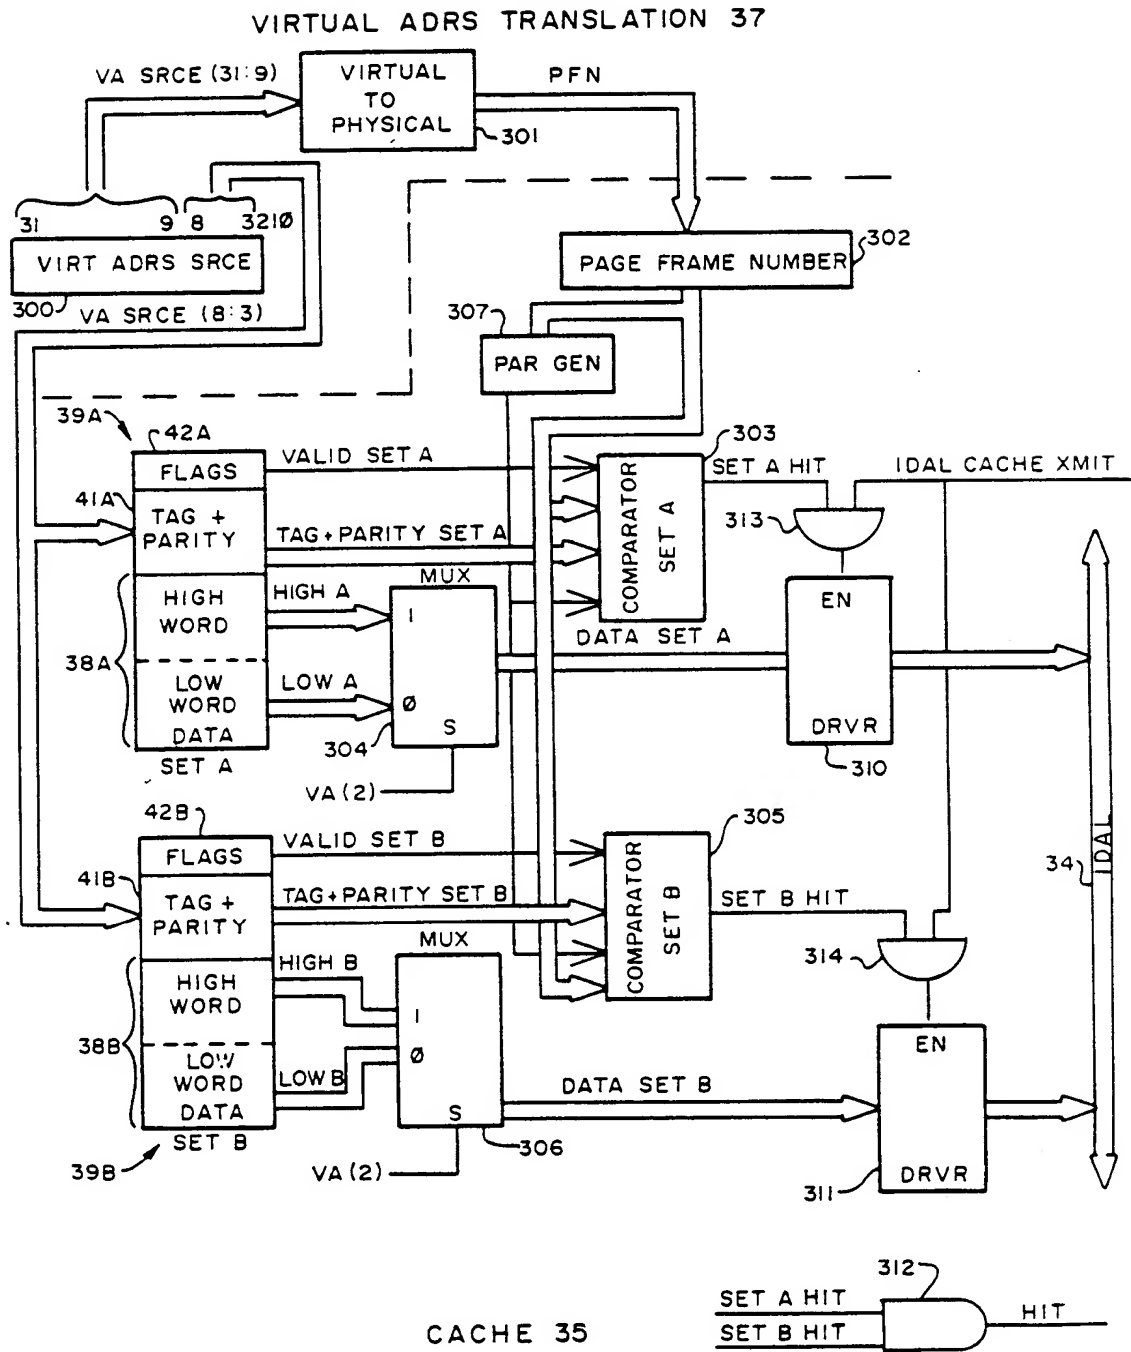 VIRTUAL ADRS TRANSLATION 37
VA SRCE (31:9)
VIRTUAL
TO
PHYSICAL
301
PFN
31
9
8
321Ø
VIRT ADRS SRCE
300
VA SRCE (8:3)
PAGE FRAME NUMBER
302
307
PAR GEN
39A
42A
FLAGS
VALID SET A
41A
TAG +
PARITY
TAG+PARITY SET A
HIGH
WORD
HIGH A
38A
LOW
WORD
LOW A
DATA
SET A
MUX
1
Ø
S
304
VA(2)
303
COMPARATOR
SET A
SET A HIT
IDAL CACHE XMIT
313
DATA SET A
EN
DRVR
310
42B
FLAGS
VALID SET B
41B
TAG +
PARITY
TAG+PARITY SET B
HIGH
WORD
HIGH B
38B
LOW
WORD
LOW B
DATA
SET B
39B
MUX
1
Ø
S
306
VA(2)
305
COMPARATOR
SET B
SET B HIT
314
34
IDAL
DATA SET B
EN
DRVR
311
312
SET A HIT
SET B HIT
HIT
CACHE 35